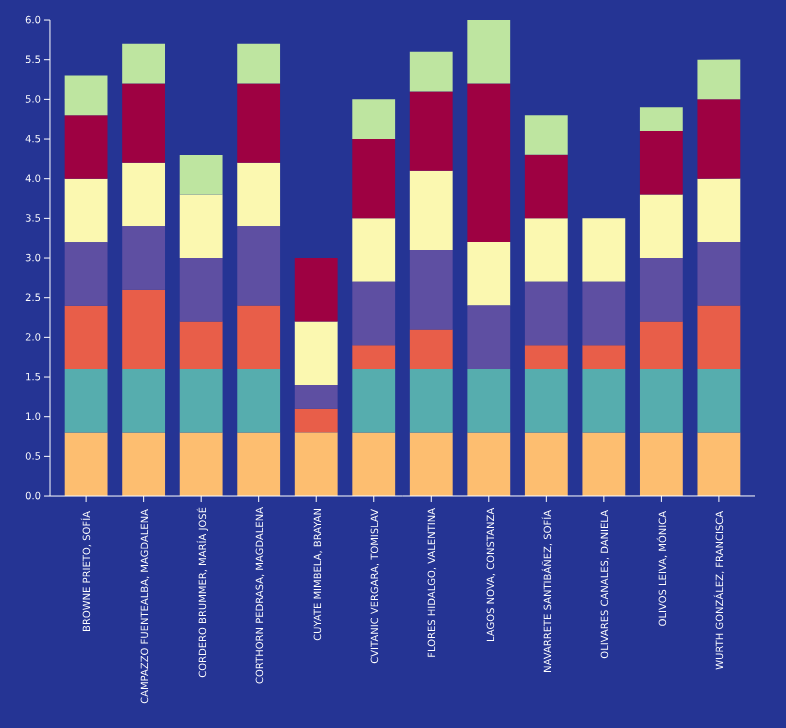 6.0
5.5
5.0
4.5
4.0
3.5
3.0
2.5
2.0
1.5
1.0
0.5
0.0
BROWNE PRIETO, SOFÍA
CAMPAZZO FUENTEALBA, MAGDALENA
CORDERO BRUMMER, MARÍA JOSÉ
CORTHORN PEDRASA, MAGDALENA
CUYATE MIMBELA, BRAYAN
CVITANIC VERGARA, TOMISLAV
FLORES HIDALGO, VALENTINA
LAGOS NOVA, CONSTANZA
NAVARRETE SANTIBÁÑEZ, SOFÍA
OLIVARES CANALES, DANIELA
OLIVOS LEIVA, MÓNICA
WURTH GONZÁLEZ, FRANCISCA